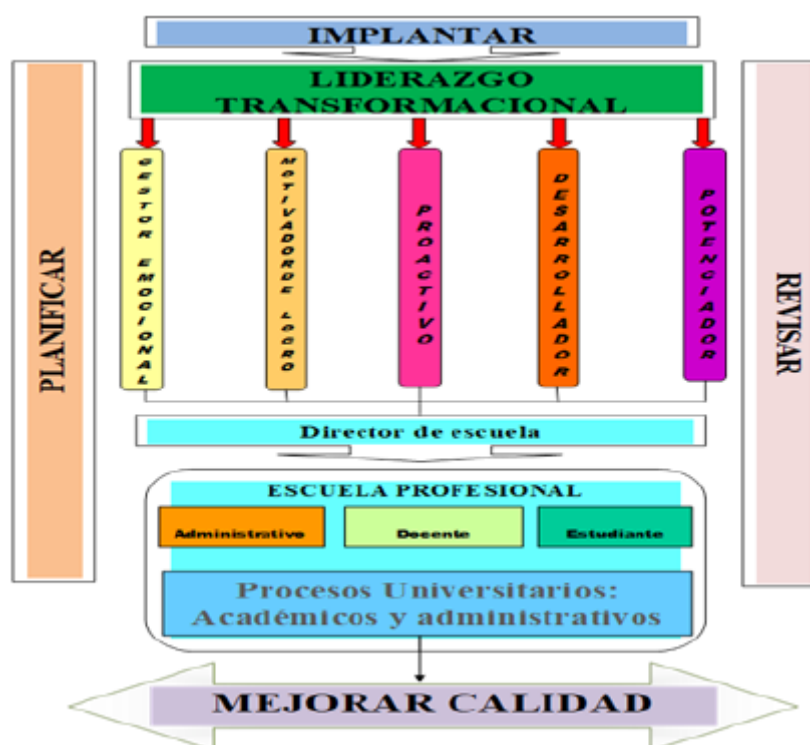 IMPLANTAR
LIDERAZGO
TRANSFORMACIONAL
PLANIFICAR
GESTOR EMOCIONAL
MOTIVADORDE LOGRO
PROACTIVO
DESARROLLADOR
POTENCIADOR
REVISAR
Director de escuela
ESCUELA PROFESIONAL
Administrativo
Docente
Estudiante
Procesos Universitarios:
Académicos y administrativos
MEJORAR CALIDAD